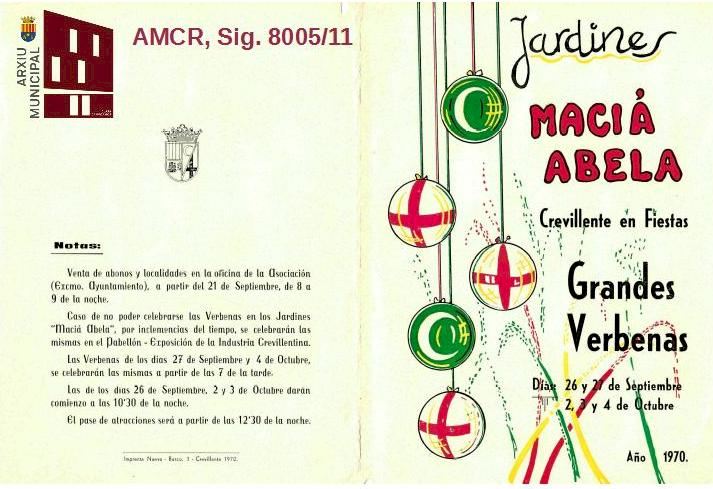 ARXIU
MUNICIPAL
AMCR, Sig. 8005/11
Notas:
Venta de abonos y localidades en la oficina de la Asociación
(Excmo. Ayuntamiento), a partir del 21 de Septiembre, de 8 a
9 de la noche.
Caso de no poder celebrarse las Verbenas en los Jardines
"Maciá Abela", por inclemencias del tiempo, se celebrarán las
mismas en el Pabellón - Exposición de la Industria Crevillentina.
Las Verbenas de los días 27 de Septiembre y 4 de Octubre,
se celebrarán las mismas a partir de las 7 de la tarde.
Las de los días 26 de Septiembre, 2 y 3 de Octubre darán
comienzo a las 10'30 de la noche.
El pase de atracciones será a partir de las 12'30 de la noche.
Imprenta Nueva - Barco, 1 - Crevillente 1970.
Jardines
MACIÁ
ABELA
Crevillente en Fiestas
Grandes
Verbenas
Días: 26 y 27 de Septiembre
2, 3 y 4 de Octubre
Año 1970.